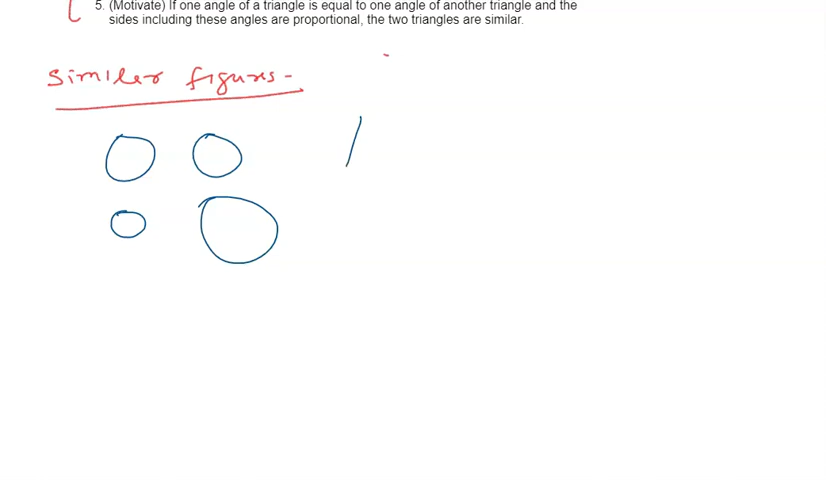 5. (Motivate) If one angle of a triangle is equal to one angle of another triangle and the
sides including these angles are proportional, the two triangles are similar.
Similer figures-